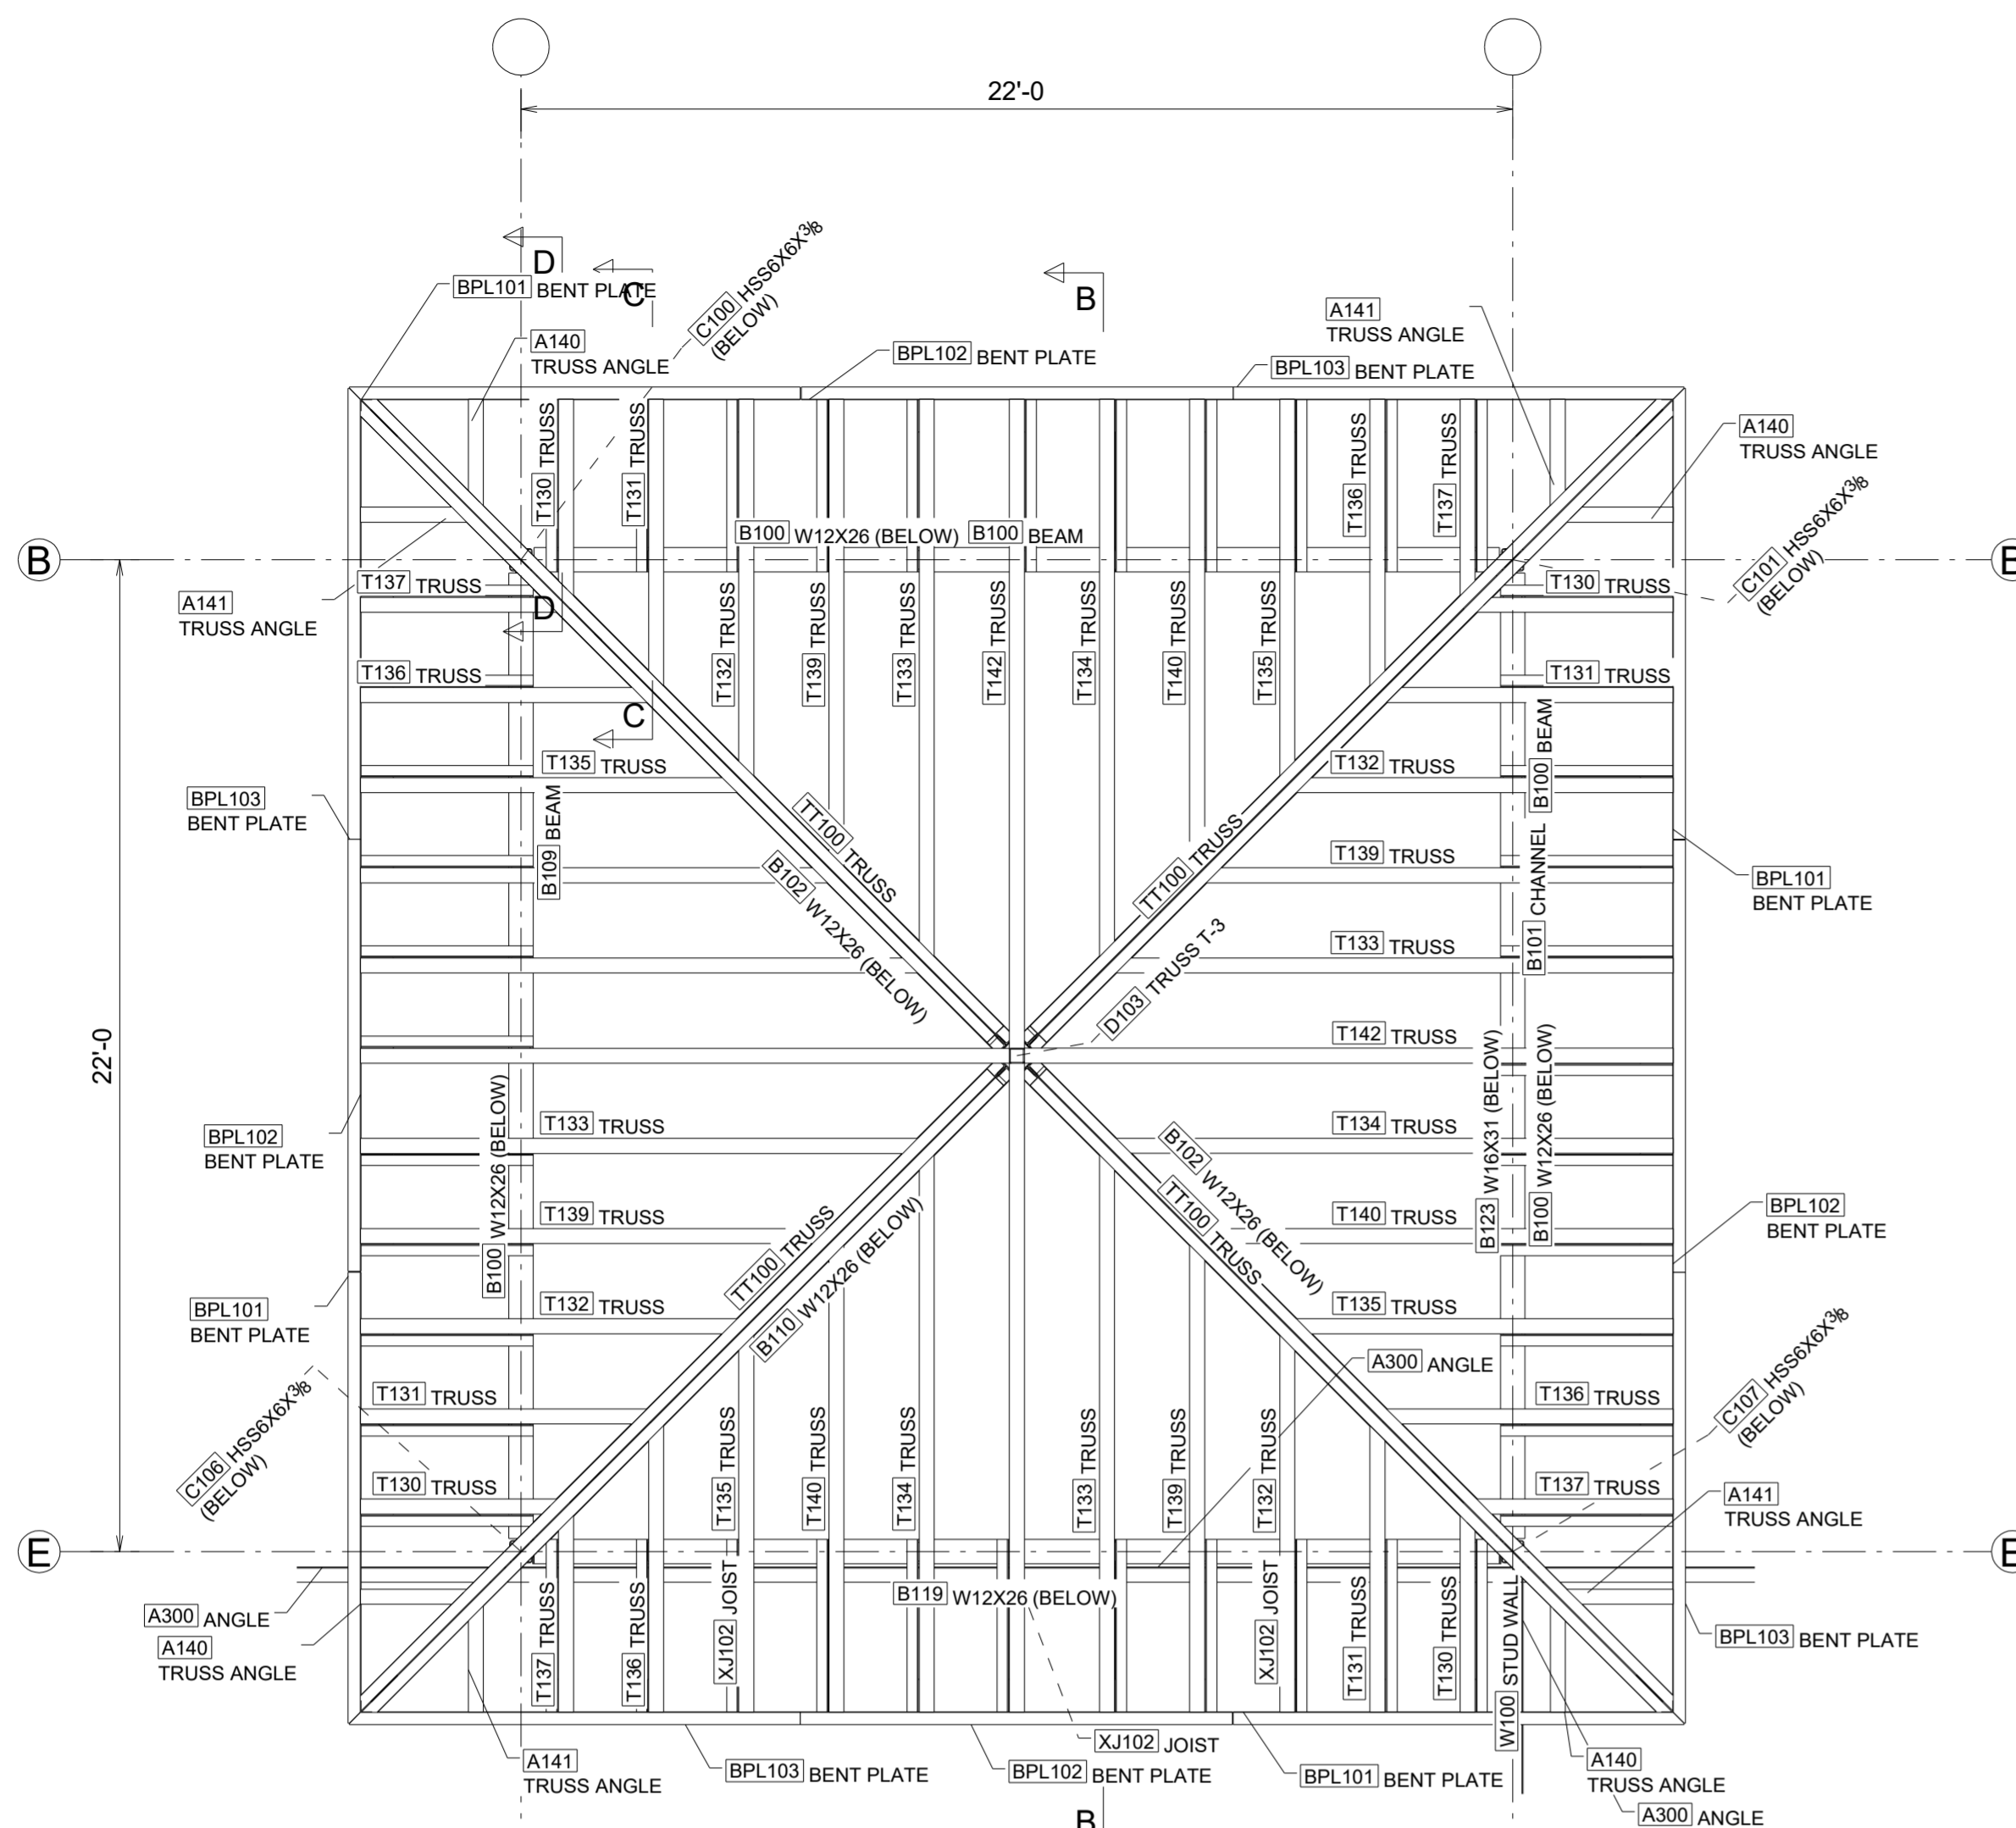 22'-0
D
BPL101 BENT PLATE
C
C100 HSS6X6X3/8
(BELOW)
B
A141
TRUSS ANGLE
A140
TRUSS ANGLE
BPL102 BENT PLATE
BPL103 BENT PLATE
A140
TRUSS ANGLE
T130 TRUSS
T131 TRUSS
T136 TRUSS
T137 TRUSS
B100 W12X26 (BELOW)
B100 BEAM
C101 HSS6X6X3/8
(BELOW)
B
B
T137 TRUSS
T130 TRUSS
A141
TRUSS ANGLE
D
T132 TRUSS
T139 TRUSS
T133 TRUSS
T142 TRUSS
T134 TRUSS
T140 TRUSS
T135 TRUSS
T136 TRUSS
T131 TRUSS
C
T135 TRUSS
T132 TRUSS
B100 BEAM
BPL103
BENT PLATE
B109 BEAM
TT100 TRUSS
B102 W12X26 (BELOW)
TT100 TRUSS
T139 TRUSS
B101 CHANNEL
BPL101
BENT PLATE
T133 TRUSS
D103 TRUSS T-3
22'-0
T142 TRUSS
BPL102
BENT PLATE
B100 W12X26 (BELOW)
T133 TRUSS
T134 TRUSS
B123 W16X31 (BELOW)
B100 W12X26 (BELOW)
B102 W12X26 (BELOW)
TT100 TRUSS
T139 TRUSS
T140 TRUSS
BPL102
BENT PLATE
TT100 TRUSS
B110 W12X26 (BELOW)
BPL101
BENT PLATE
T132 TRUSS
T135 TRUSS
A300 ANGLE
C106 HSS6X6X3/8
(BELOW)
T131 TRUSS
T136 TRUSS
C107 HSS6X6X3/8
(BELOW)
T130 TRUSS
T137 TRUSS
T135 TRUSS
T140 TRUSS
T134 TRUSS
T133 TRUSS
T139 TRUSS
T132 TRUSS
A141
TRUSS ANGLE
E
E
A300 ANGLE
A140
TRUSS ANGLE
T137 TRUSS
T136 TRUSS
XJ102 JOIST
B119 W12X26 (BELOW)
XJ102 JOIST
T131 TRUSS
T130 TRUSS
W100 STUD WALL
BPL103 BENT PLATE
XJ102 JOIST
A141
TRUSS ANGLE
BPL103 BENT PLATE
BPL102 BENT PLATE
BPL101 BENT PLATE
A140
TRUSS ANGLE
A300 ANGLE
B